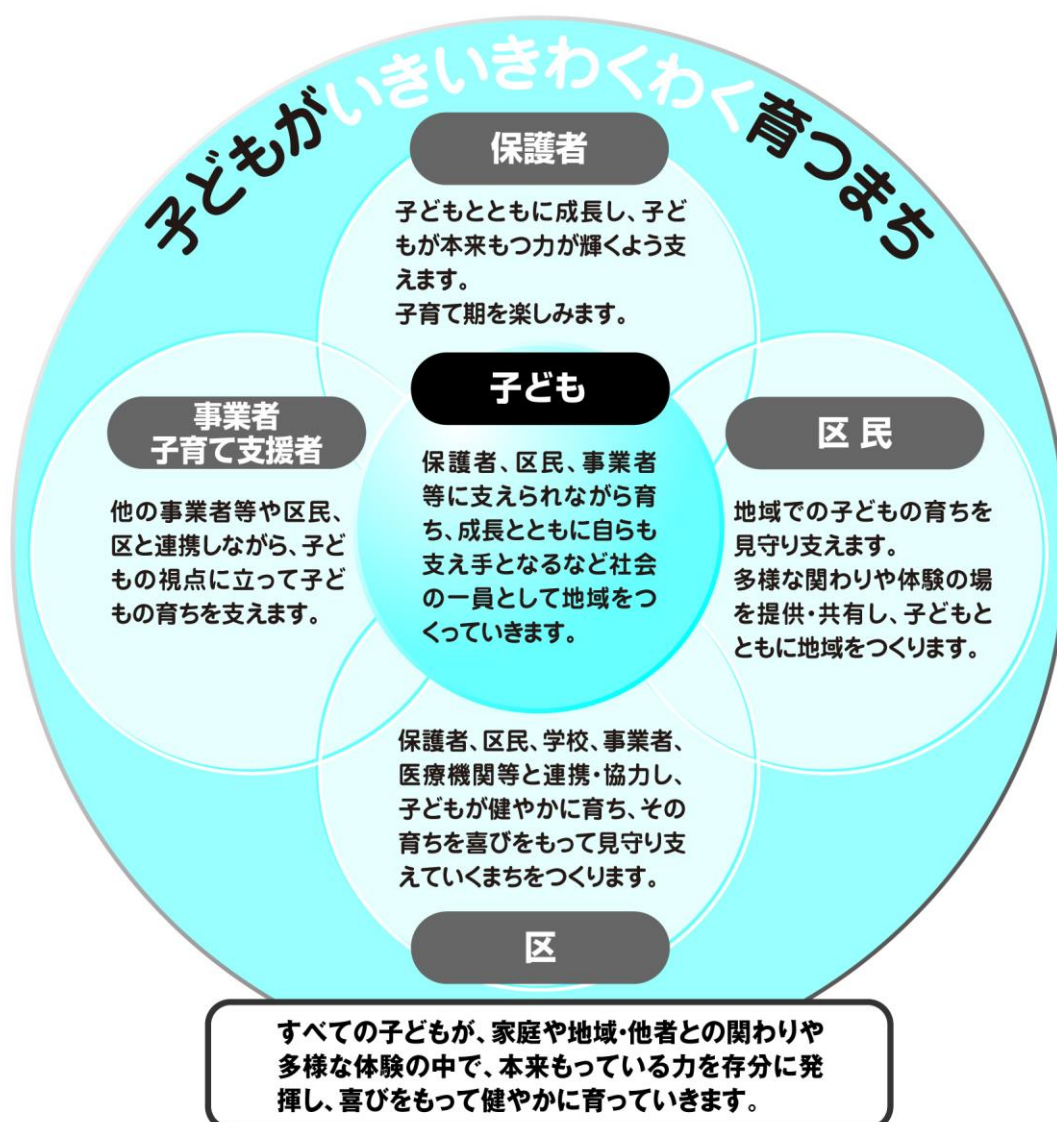 子どもがいきいきわくわく育つまち
保護者
子どもとともに成長し、子ど
もが本来もつ力が輝くよう支
えます。
子育て期を楽しみます。
子ども
保護者、区民、事業者
等に支えられながら育
ち、成長とともに自らも
支え手となるなど社会
の一員として地域をつ
くっていきます。
事業者
子育て支援者
他の事業者等や区民、
区と連携しながら、子ど
もの視点に立って子ど
もの育ちを支えます。
区民
地域での子どもの育ちを
見守り支えます。
多様な関わりや体験の場
を提供・共有し、子どもと
ともに地域をつくります。
保護者、区民、学校、事業者、
医療機関等と連携・協力し、
子どもが健やかに育ち、その
育ちを喜びをもって見守り支
えていくまちをつくります。
区
すべての子どもが、家庭や地域・他者との関わりや
多様な体験の中で、本来もっている力を存分に発
揮し、喜びをもって健やかに育っていきます。